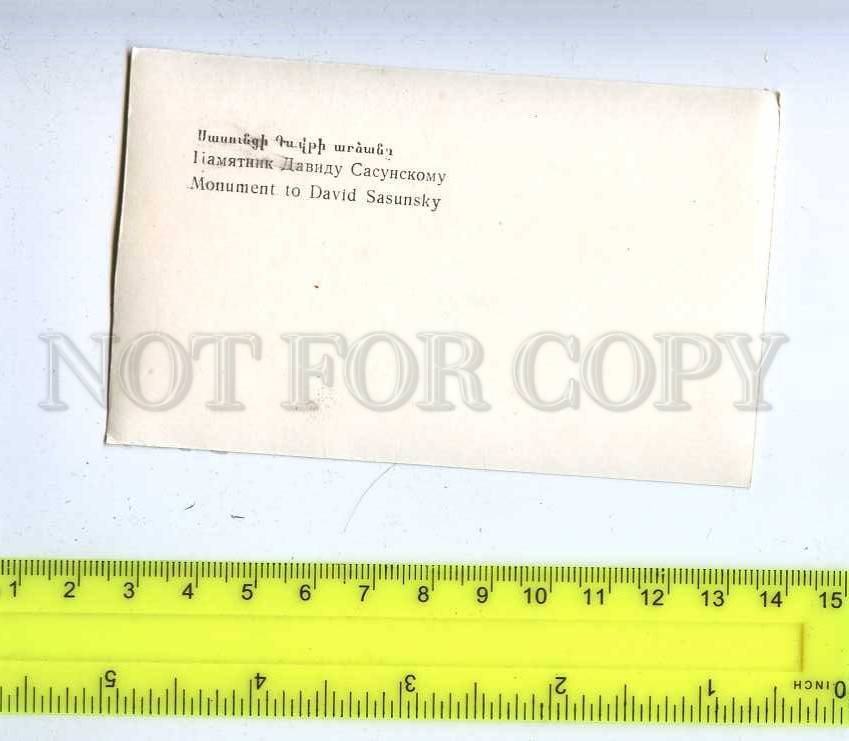 Սասունցի Դավթի արձանը
Памятник Давиду Сасунскому
Monument to David Sasunsky
NOT FOR COPY
1 2 3 4 5 6 7 8 9 10 11 12 13 14 15
5 4 3 2 1 0 INCH